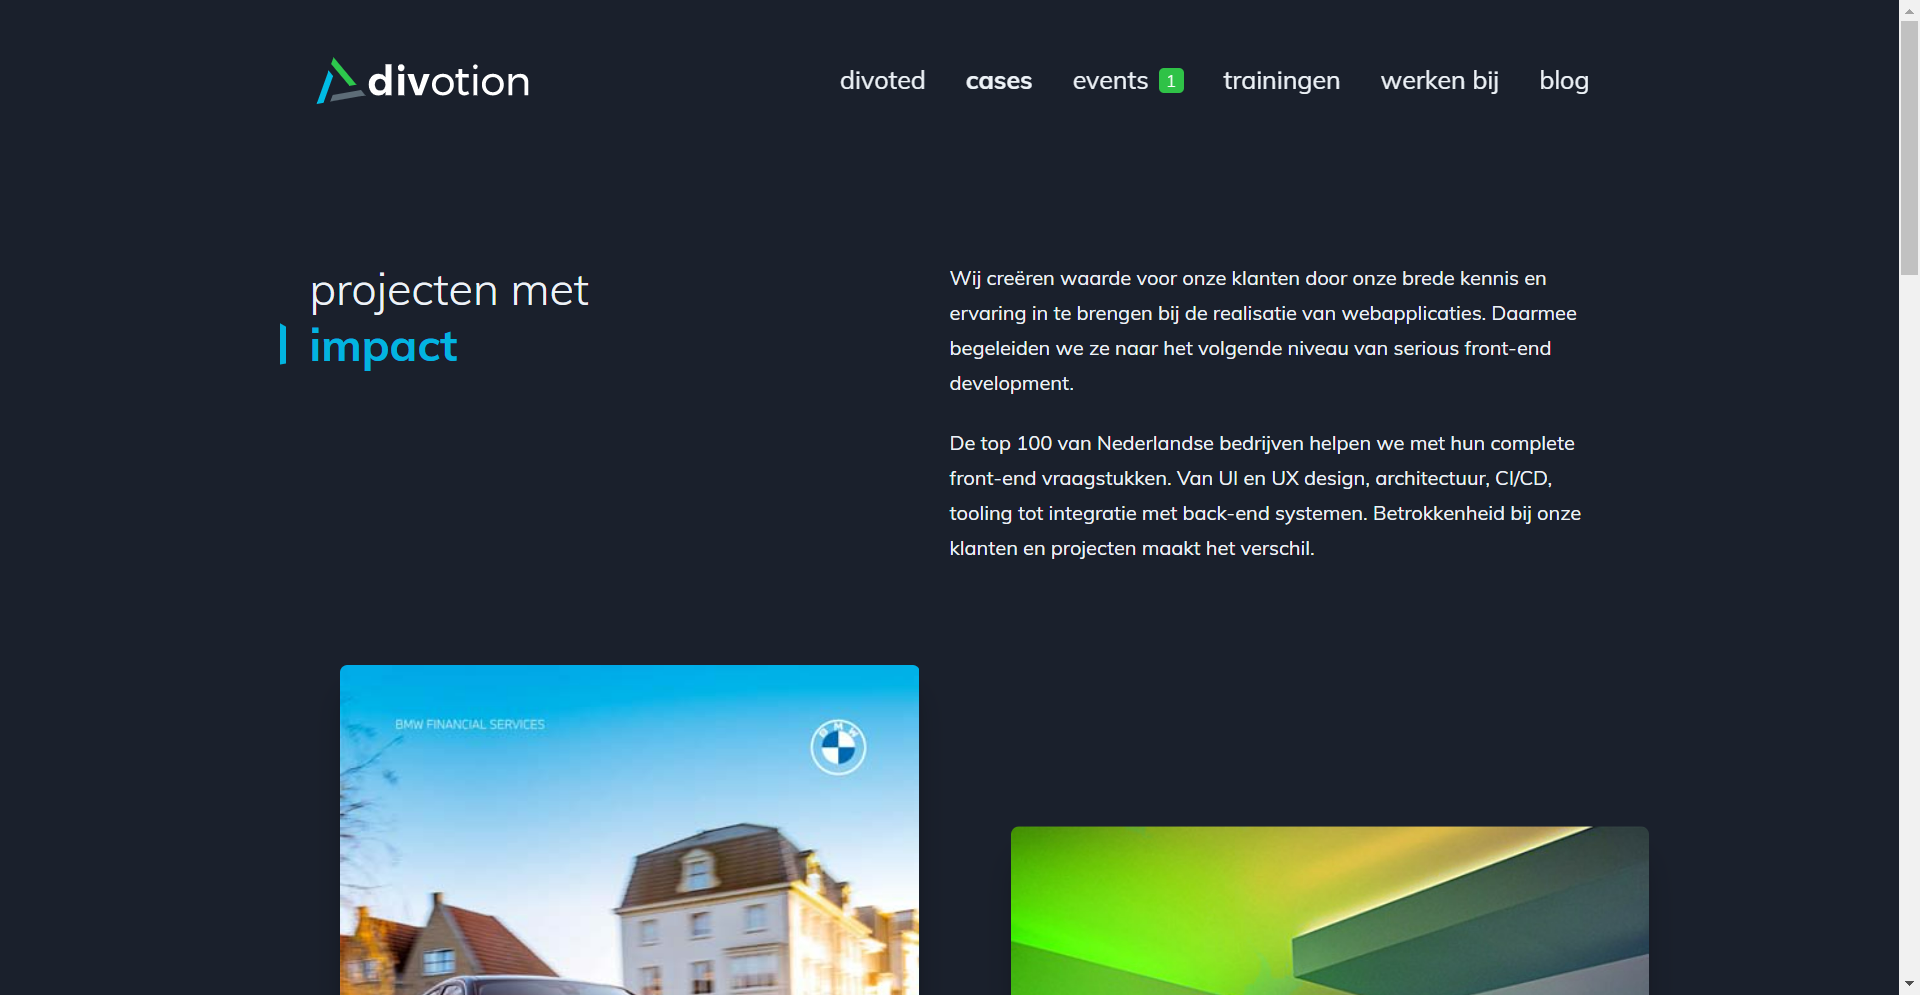 divotion
divoted
cases
events 1
trainingen
werken bij
blog
projecten met
impact
Wij creëren waarde voor onze klanten door onze brede kennis en
ervaring in te brengen bij de realisatie van webapplicaties. Daarmee
begeleiden we ze naar het volgende niveau van serious front-end
development.
De top 100 van Nederlandse bedrijven helpen we met hun complete
front-end vraagstukken. Van UI en UX design, architectuur, CI/CD,
tooling tot integratie met back-end systemen. Betrokkenheid bij onze
klanten en projecten maakt het verschil.
BMW FINANCIAL SERVICES
BMW